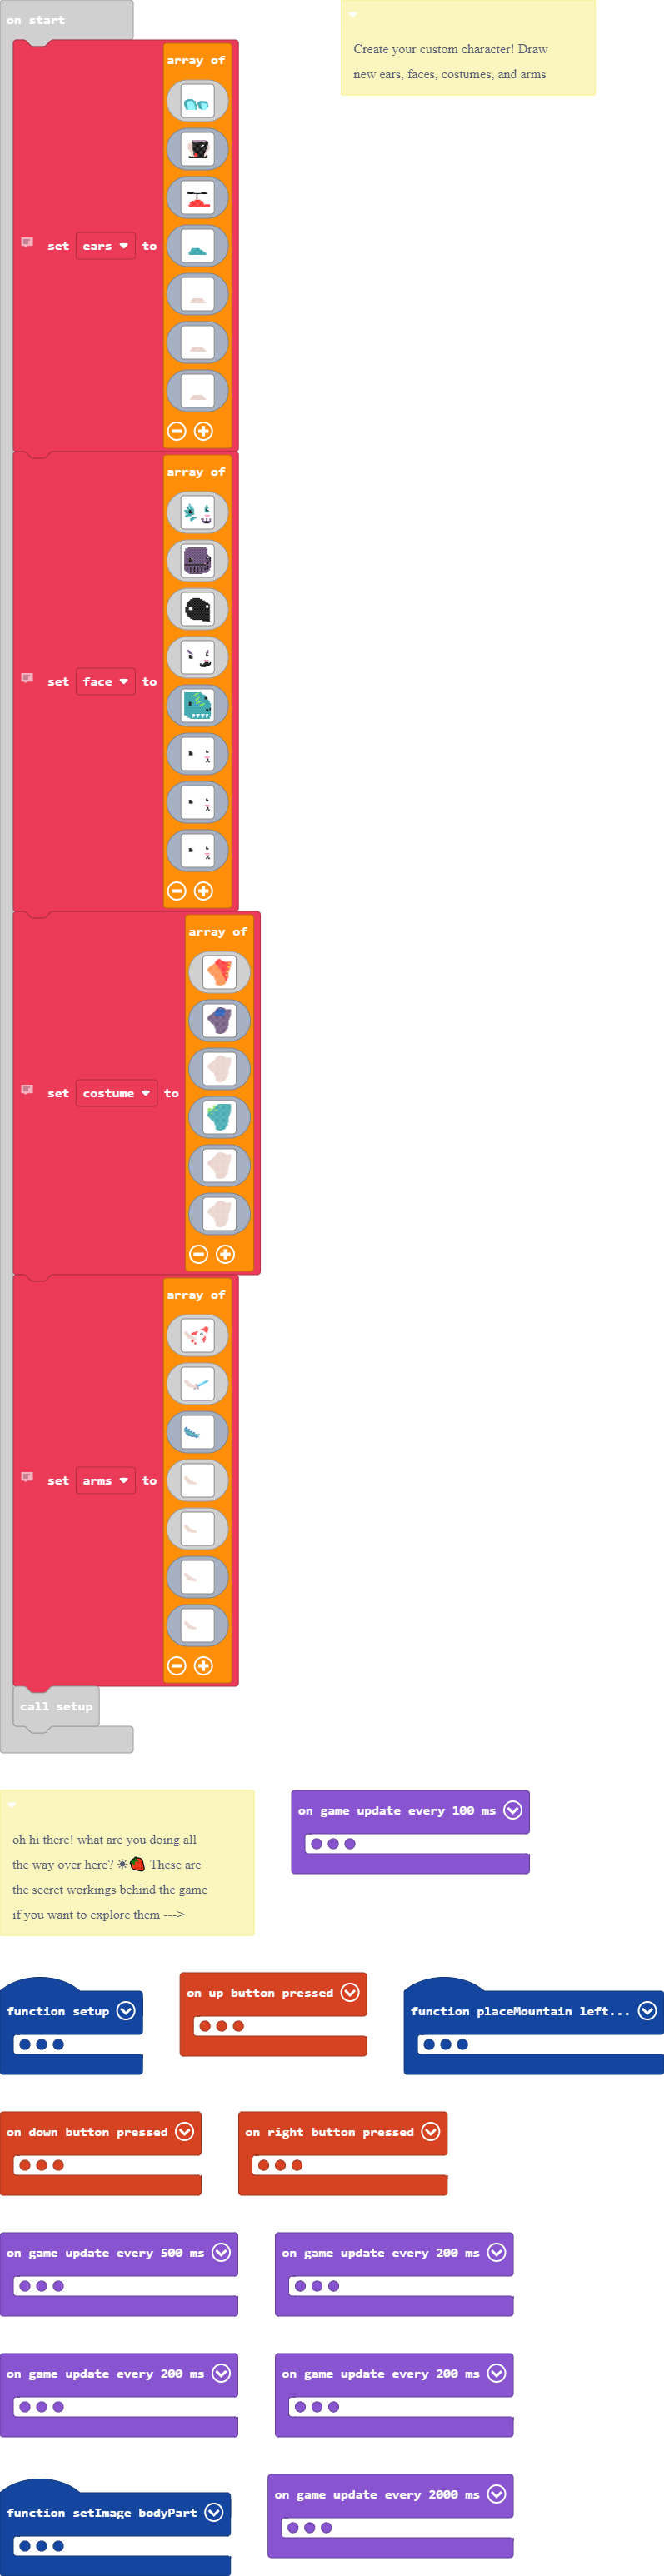 on start
Create your custom character! Draw
new ears, faces, costumes, and arms
array of
set ears to
array of
set face to
array of
set costume to
array of
set arms to
call setup
oh hi there! what are you doing all
the way over here? ☀🍓 These are
the secret workings behind the game
if you want to explore them --->
on game update every 100 ms
function setup
on up button pressed
function placeMountain left...
on down button pressed
on right button pressed
on game update every 500 ms
on game update every 200 ms
on game update every 200 ms
on game update every 200 ms
function setImage bodyPart
on game update every 2000 ms